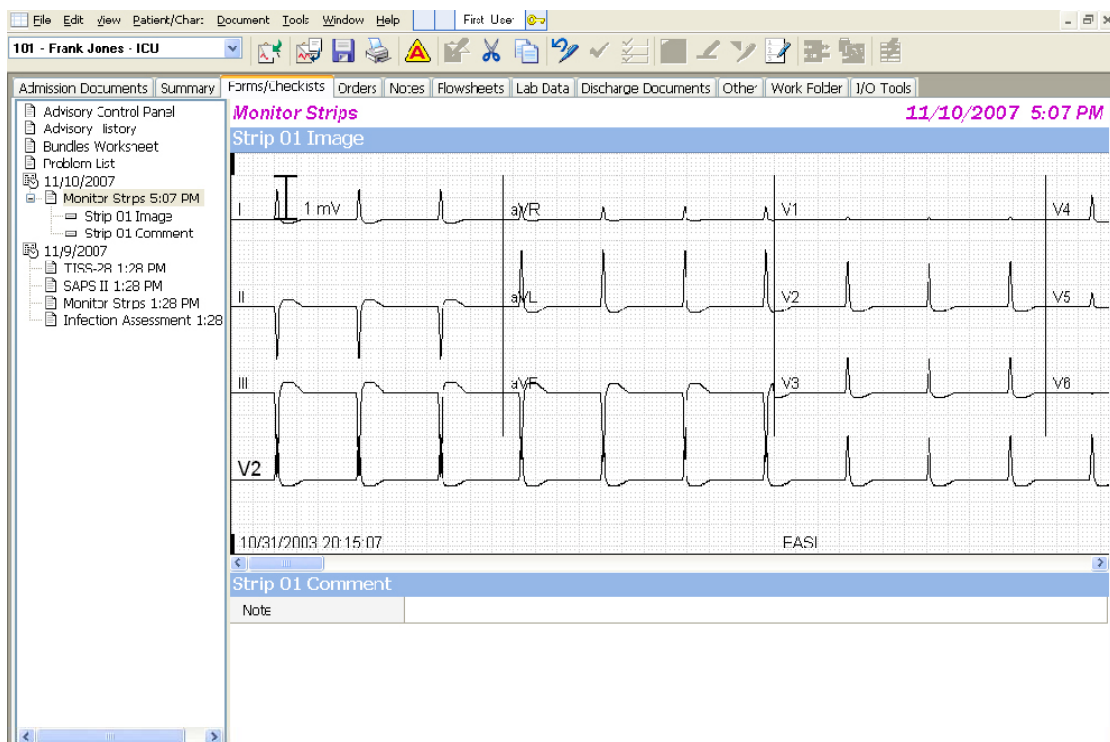 File Edit View Patient/Char: Document Tools Window Help First User
101 - Frank Jones - ICU
Admission Documents Summary Forms/Checkists Orders Notes Flowsheets Lab Data Discharge Documents Other Work Folder I/O Tools
Advisory Control Panel
Advisory History
Bundles Worksheet
Problem List
11/10/2007
Monitor Strips 5:07 PM
Strip 01 Image
Strip 01 Comment
11/9/2007
TISS-28 1:28 PM
SAPS II 1:28 PM
Monitor Strips 1:28 PM
Infection Assessment 1:28
Monitor Strips 11/10/2007 5:07 PM
Strip 01 Image
I 1 mV aVR V1 V4
II aVL V2 V5
III aVF V3 V6
V2
10/31/2003 20:15:07 EASI
Strip 01 Comment
Note